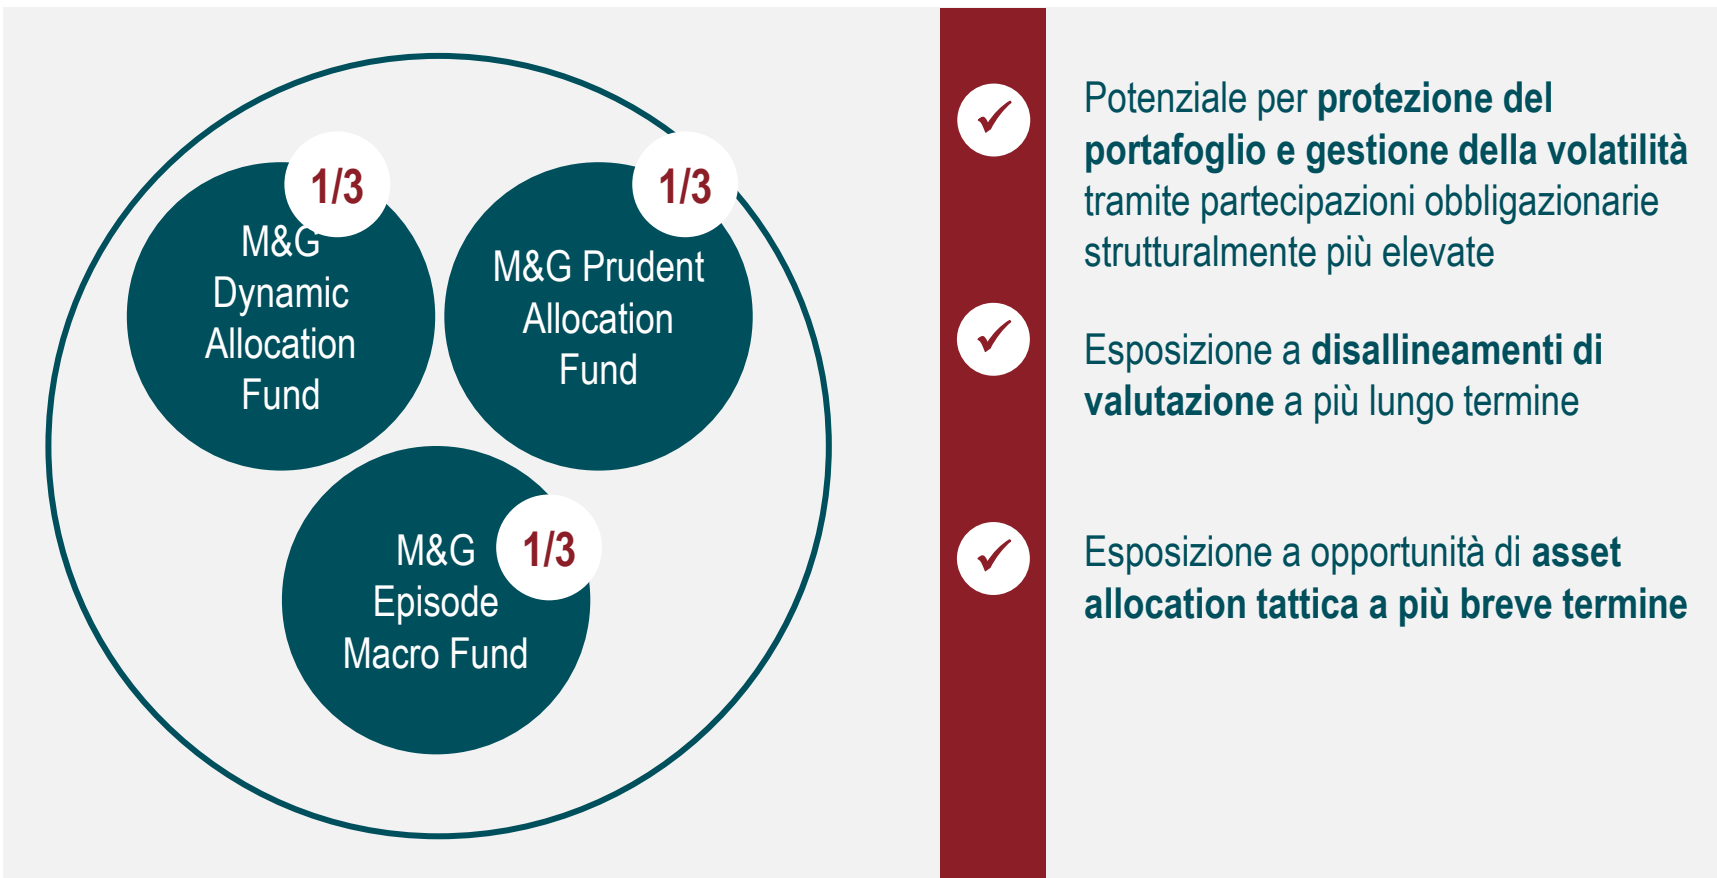 1/3
M&G
Dynamic
Allocation
Fund
1/3
M&G Prudent
Allocation
Fund
1/3
M&G
Episode
Macro Fund
Potenziale per protezione del
portafoglio e gestione della volatilità
tramite partecipazioni obbligazionarie
strutturalmente più elevate
Esposizione a disallineamenti di
valutazione a più lungo termine
Esposizione a opportunità di asset
allocation tattica a più breve termine